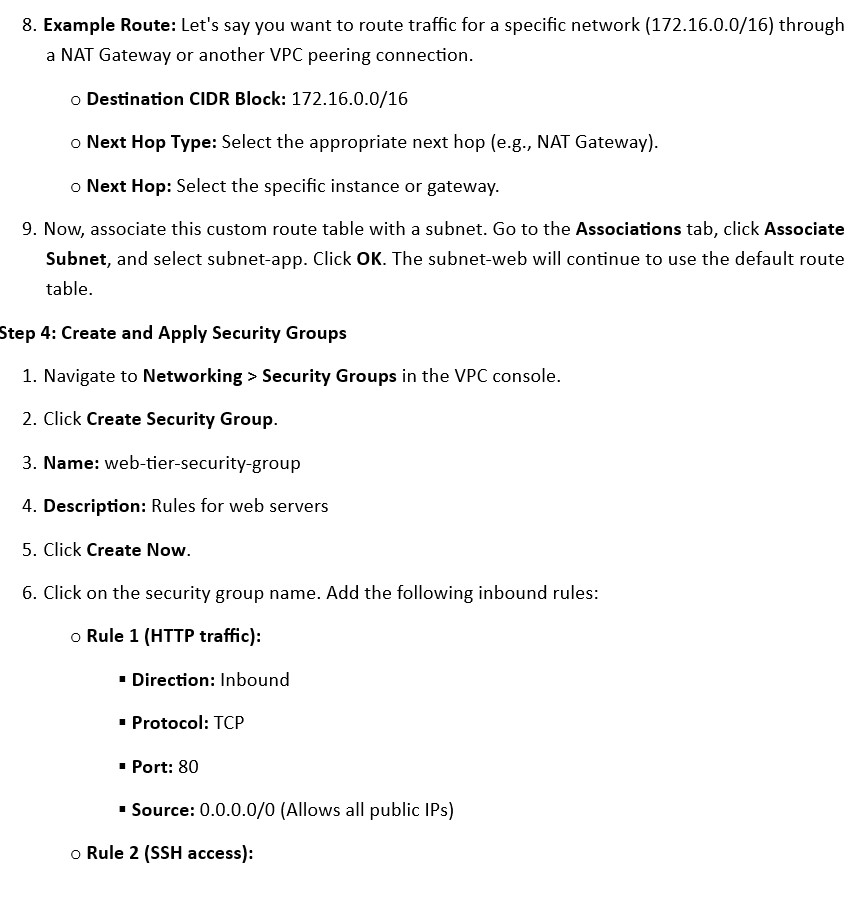 8. Example Route: Let's say you want to route traffic for a specific network (172.16.0.0/16) through
a NAT Gateway or another VPC peering connection.
o Destination CIDR Block: 172.16.0.0/16
o Next Hop Type: Select the appropriate next hop (e.g., NAT Gateway).
o Next Hop: Select the specific instance or gateway.
9. Now, associate this custom route table with a subnet. Go to the Associations tab, click Associate
Subnet, and select subnet-app. Click OK. The subnet-web will continue to use the default route
table.
Step 4: Create and Apply Security Groups
1. Navigate to Networking > Security Groups in the VPC console.
2. Click Create Security Group.
3. Name: web-tier-security-group
4. Description: Rules for web servers
5. Click Create Now.
6. Click on the security group name. Add the following inbound rules:
o Rule 1 (HTTP traffic):
▪ Direction: Inbound
▪ Protocol: TCP
▪ Port: 80
▪ Source: 0.0.0.0/0 (Allows all public IPs)
o Rule 2 (SSH access):